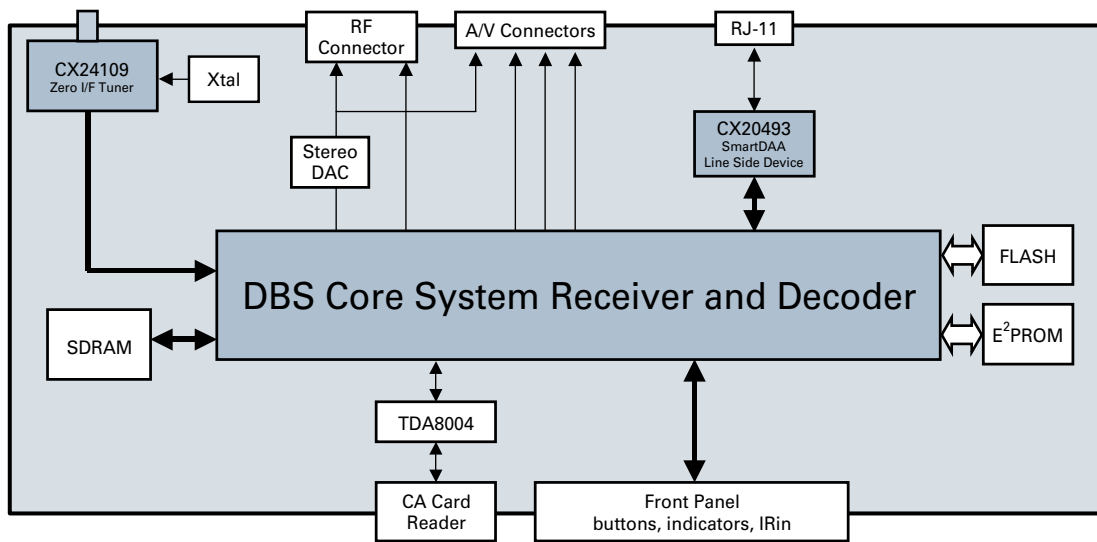 CX24109
Zero I/F Tuner
Xtal
RF
Connector
A/V Connectors
RJ-11
Stereo
DAC
CX20493
SmartDAA
Line Side Device
DBS Core System Receiver and Decoder
FLASH
E²PROM
SDRAM
TDA8004
CA Card
Reader
Front Panel
buttons, indicators, IRin